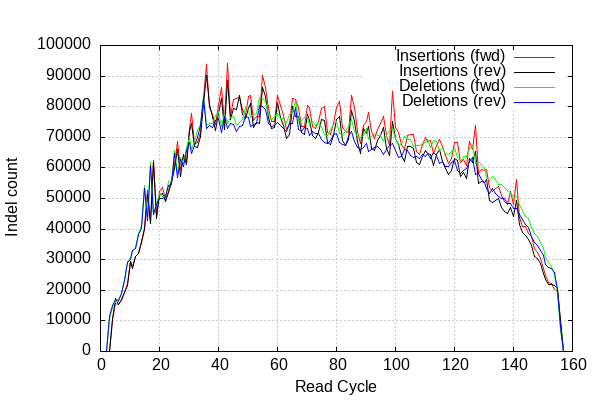 100000
90000
80000
70000
60000
50000
40000
30000
20000
10000
0
Indel count
Insertions (fwd)
Insertions (rev)
Deletions (fwd)
Deletions (rev)
0 20 40 60 80 100 120 140 160
Read Cycle